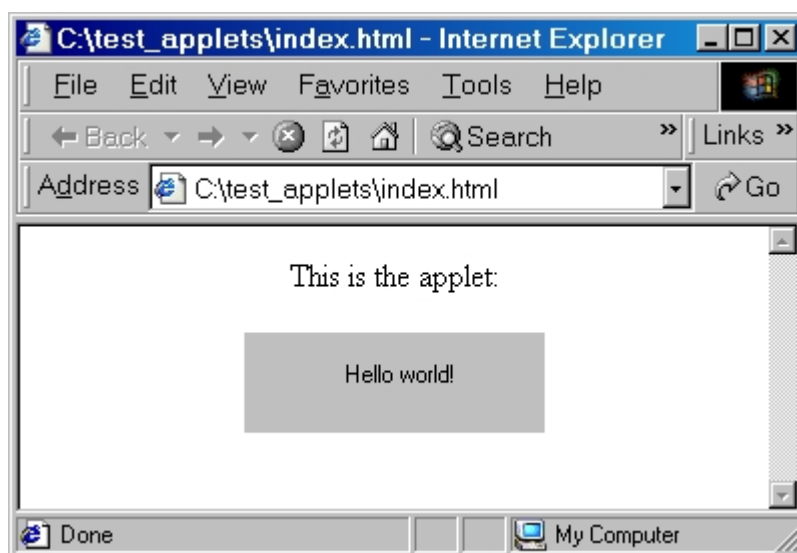 C:\test_applets\index.html - Internet Explorer
File Edit View Favorites Tools Help
Back Search » Links »
Address C:\test_applets\index.html Go
This is the applet:
Hello world!
Done My Computer